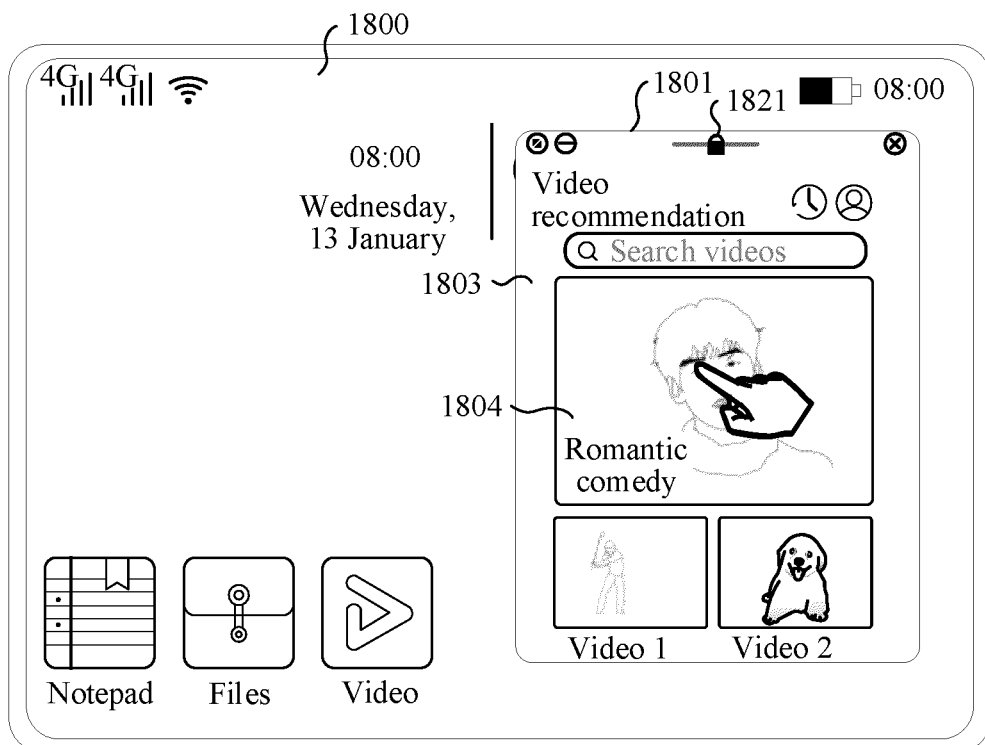 1800
4G 4G
08:00
1801
1821
08:00
Wednesday,
13 January
Video
recommendation
Search videos
1803
1804
Romantic
comedy
Video 1
Video 2
Notepad
Files
Video